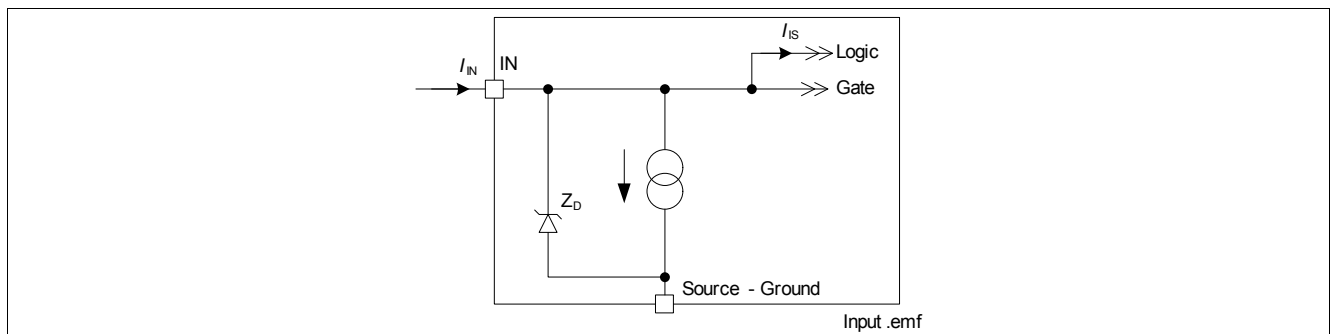 I_IS
Logic
I_IN
IN
Gate
Z_D
Source - Ground
Input .emf